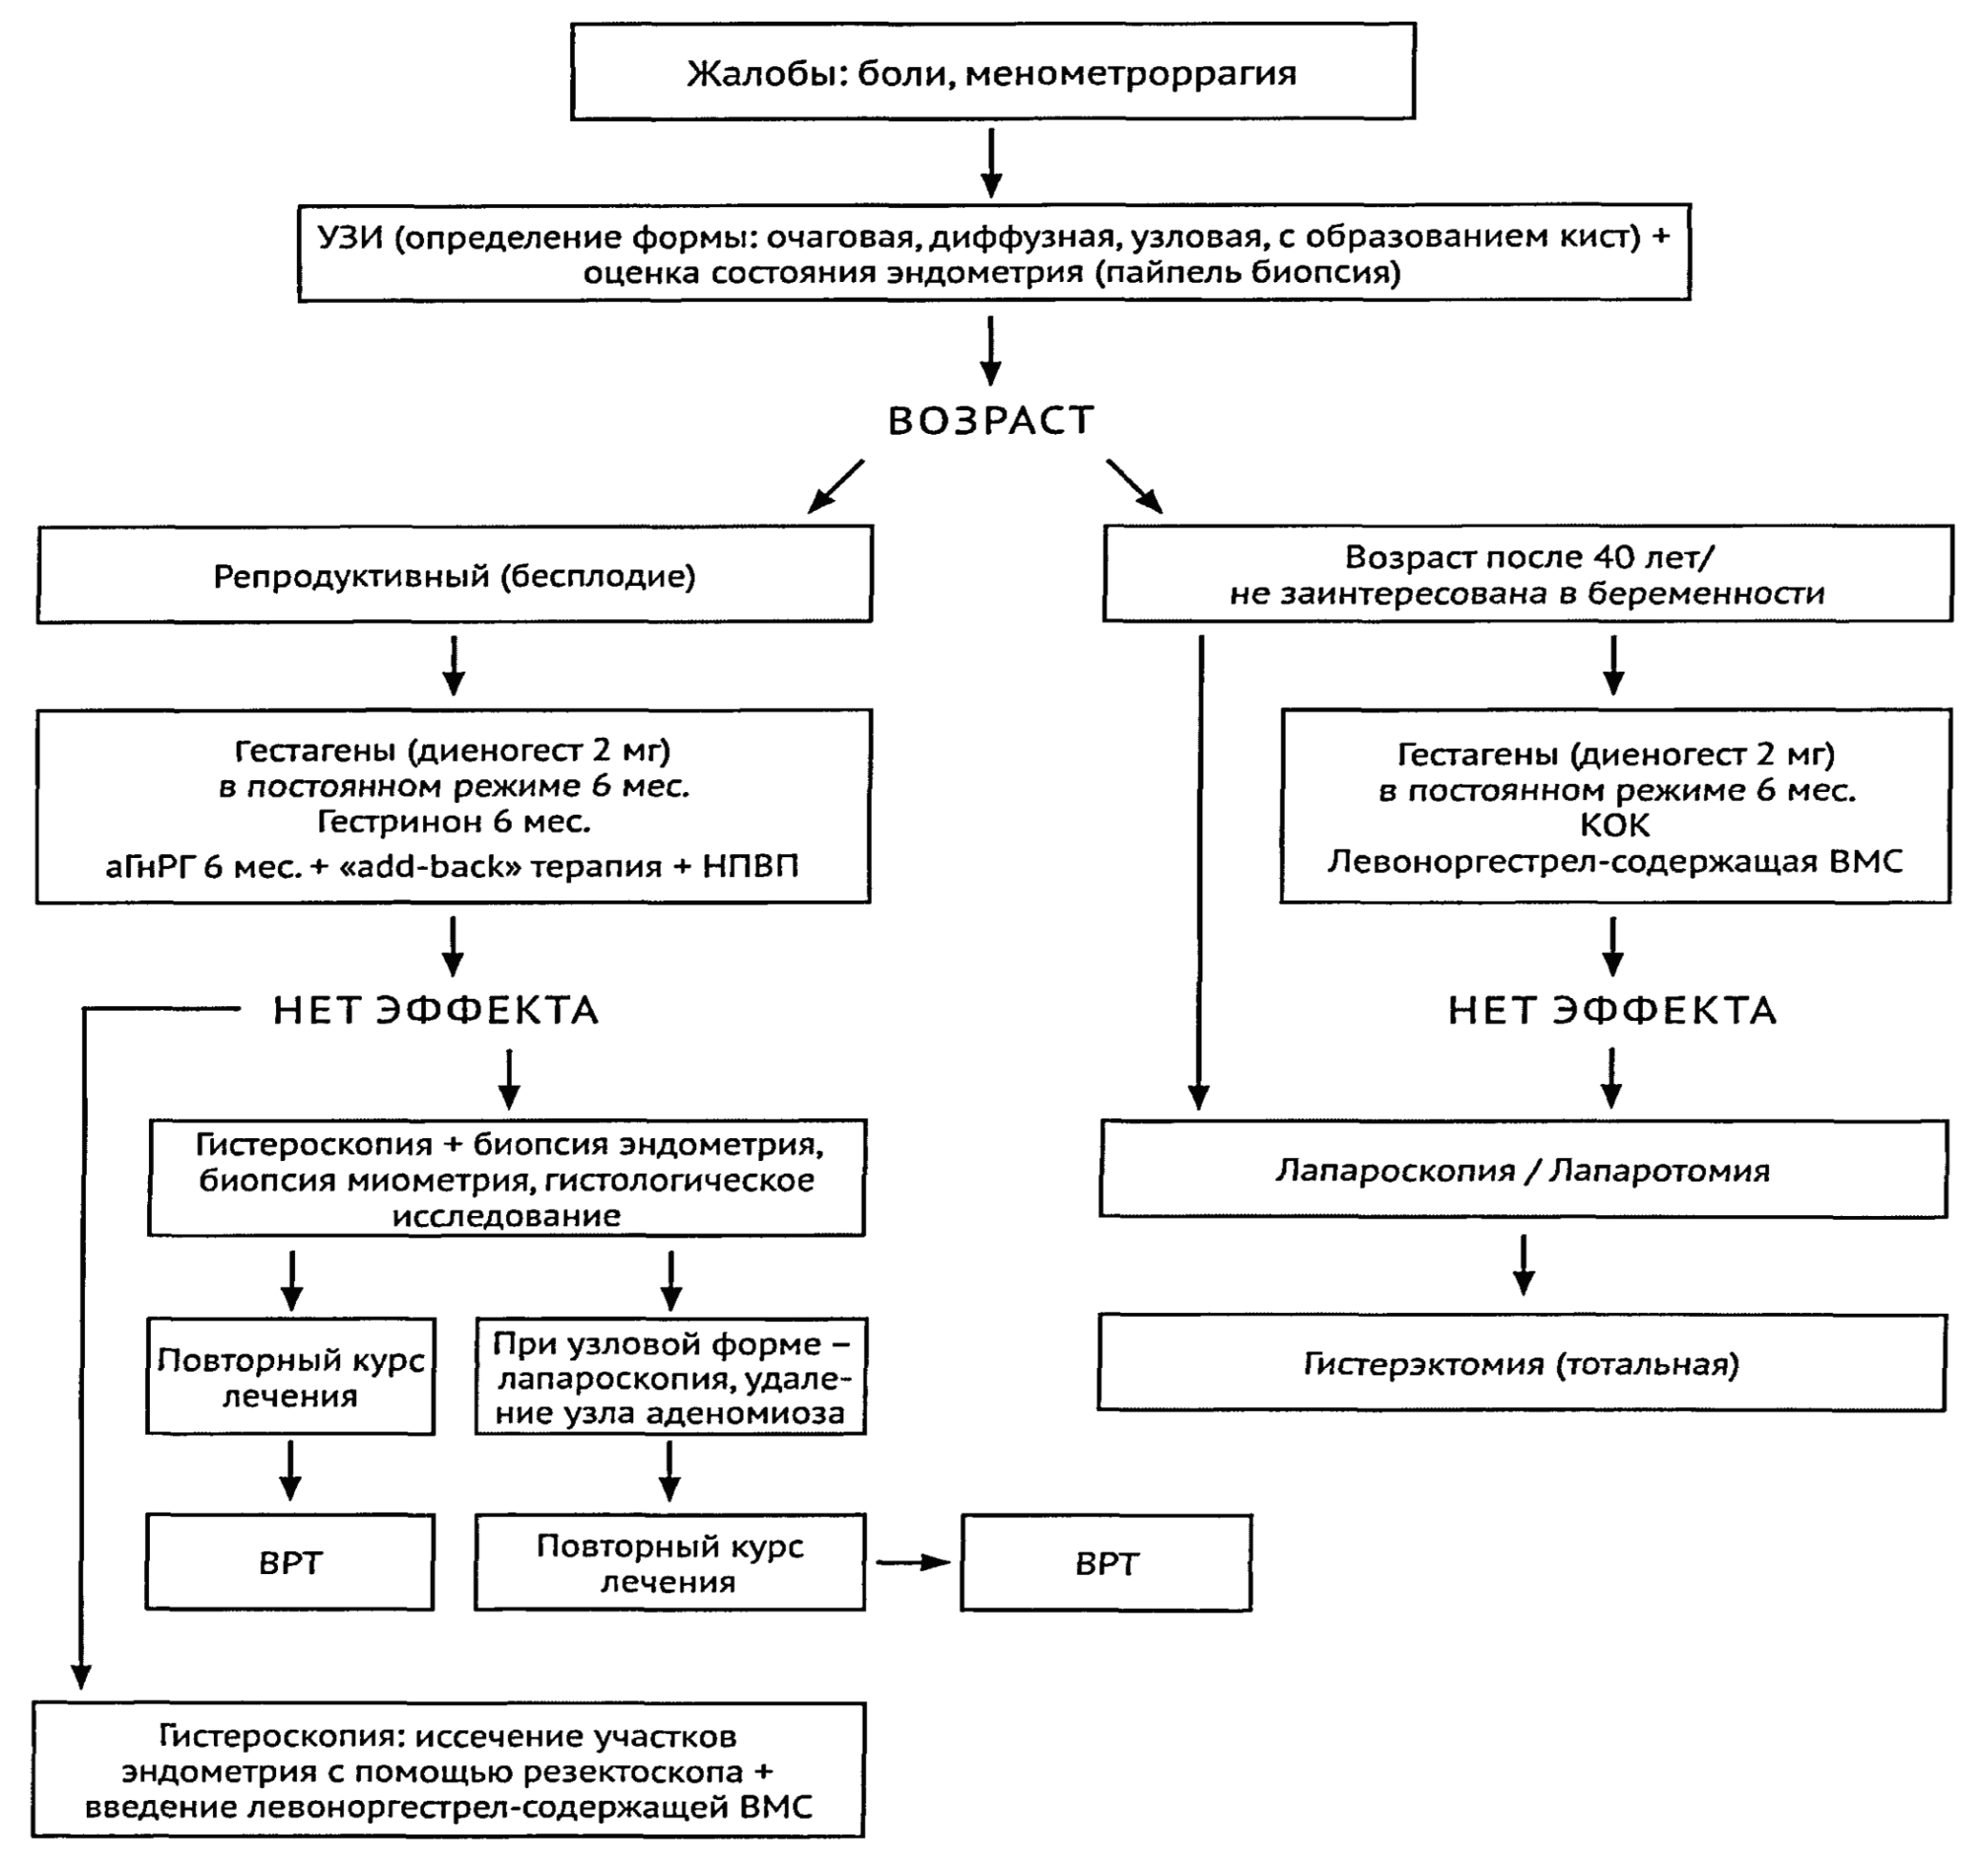 Жалобы: боли, менометроррагия
УЗИ (определение формы: очаговая, диффузная, узловая, с образованием кист) +
оценка состояния эндометрия (пайпель биопсия)
ВОЗРАСТ
Репродуктивный (бесплодие)
Возраст после 40 лет/
не заинтересована в беременности
Гестагены (диеногест 2 мг)
в постоянном режиме 6 мес.
Гестринон 6 мес.
аГнРГ 6 мес. + «add-back» терапия + НПВП
Гестагены (диеногест 2 мг)
в постоянном режиме 6 мес.
КОК
Левоноргестрел-содержащая ВМС
НЕТ ЭФФЕКТА
НЕТ ЭФФЕКТА
Гистероскопия + биопсия эндометрия,
биопсия миометрия, гистологическое
исследование
Лапароскопия / Лапаротомия
Повторный курс
лечения
При узловой форме –
лапароскопия, удале-
ние узла аденомиоза
Гистерэктомия (тотальная)
ВРТ
Повторный курс
лечения
ВРТ
Гистероскопия: иссечение участков
эндометрия с помощью резектоскопа +
введение левоноргестрел-содержащей ВМС